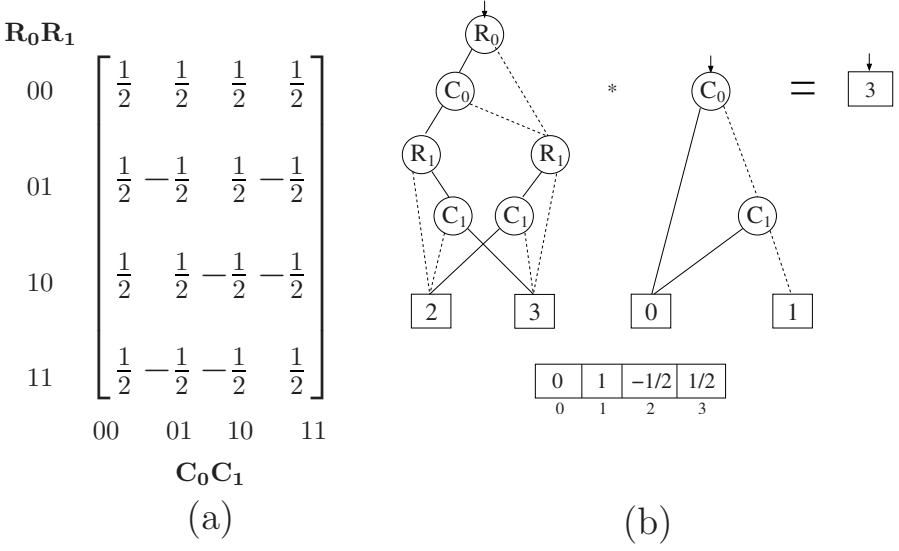 R₀R₁
00 1/2 1/2 1/2 1/2
01 1/2 −1/2 1/2 −1/2
10 1/2 1/2 −1/2 −1/2
11 1/2 −1/2 −1/2 1/2
00 01 10 11
C₀C₁
(a)
R₀
C₀ * C₀ = 3
R₁ R₁
C₁ C₁ C₁
2 3 0 1
0 1 −1/2 1/2
0 1 2 3
(b)